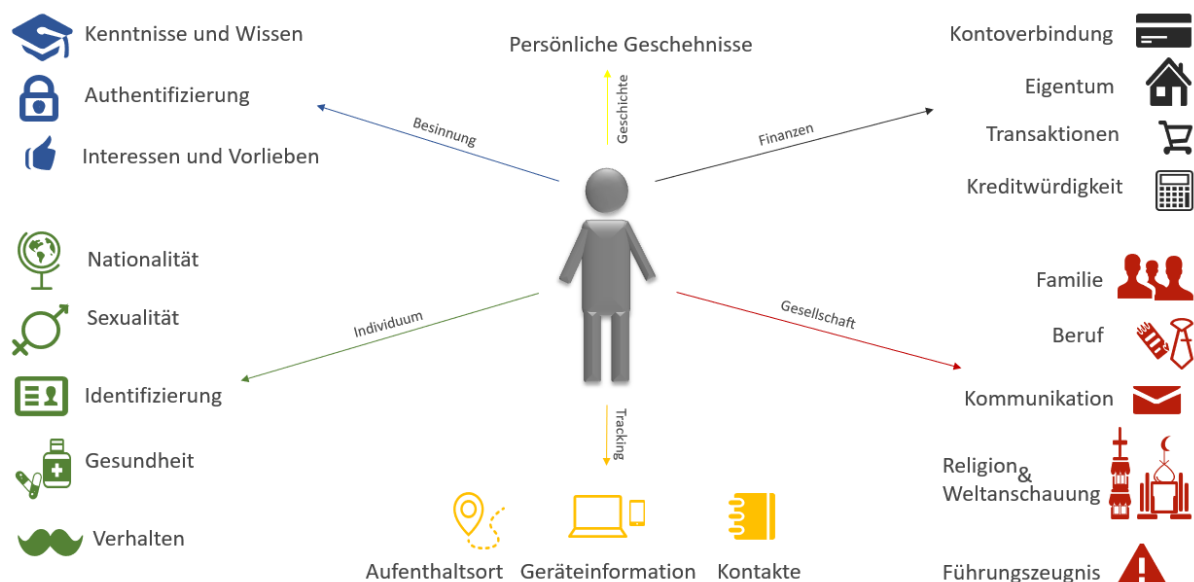 Kenntnisse und Wissen
Authentifizierung
Interessen und Vorlieben
Besinnung
Persönliche Geschehnisse
Geschichte
Finanzen
Kontoverbindung
Eigentum
Transaktionen
Kreditwürdigkeit
Nationalität
Sexualität
Identifizierung
Gesundheit
Verhalten
Individuum
Gesellschaft
Familie
Beruf
Kommunikation
Religion
&
Weltanschauung
Führungszeugnis
Tracking
Aufenthaltsort
Geräteinformation
Kontakte